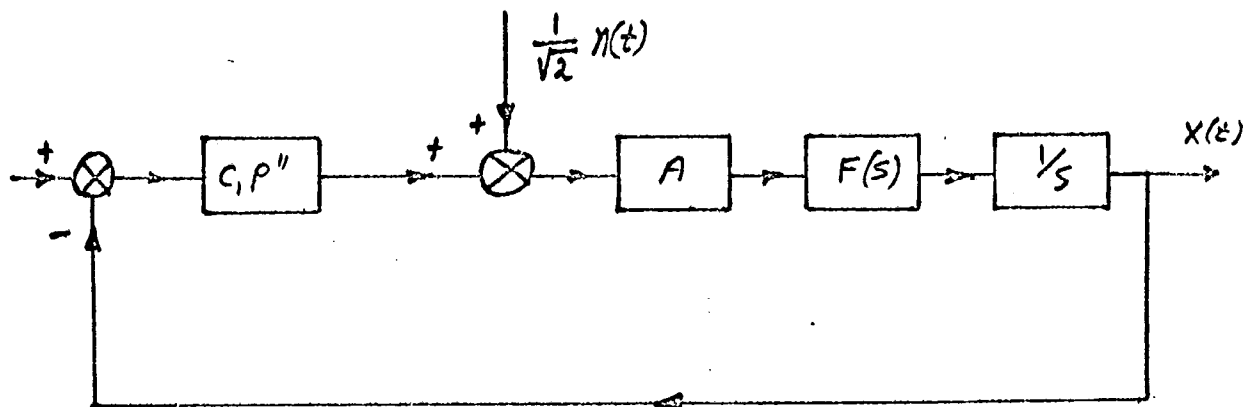 1/√2 η(t)
+
+
+
-
C, P"
A
F(S)
1/S
X(t)